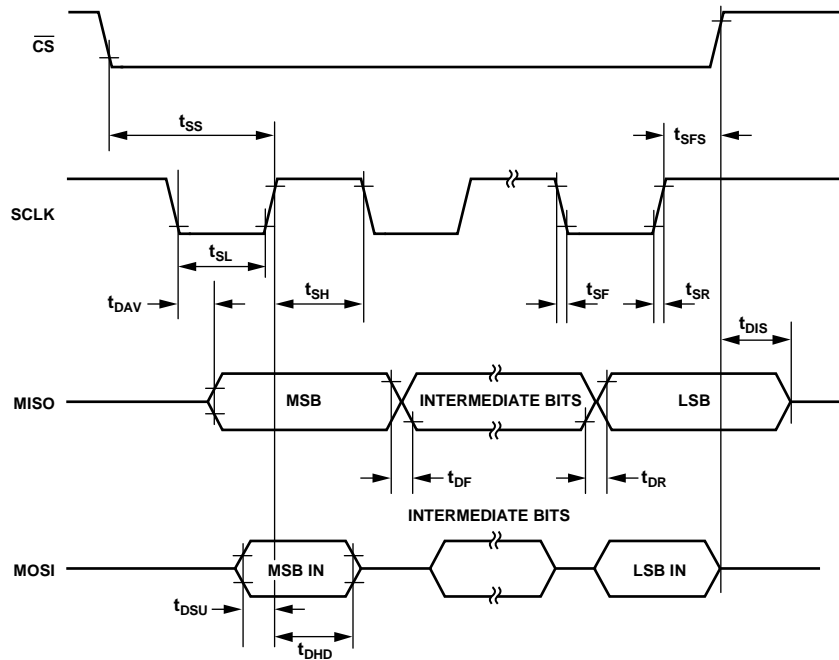 CS
tSS
tSFS
SCLK
tSL
tSH
tSF
tSR
tDAV
tDIS
MISO
MSB
INTERMEDIATE BITS
LSB
tDF
tDR
INTERMEDIATE BITS
MOSI
MSB IN
LSB IN
tDSU
tDHD